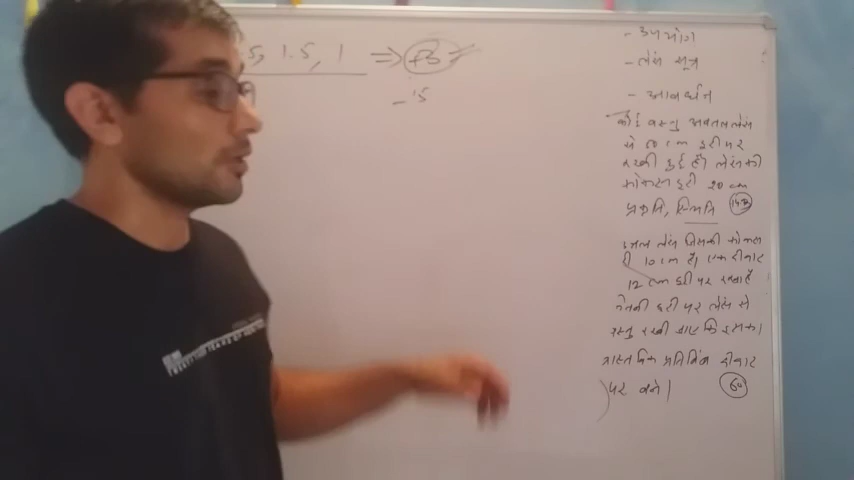 5, 1.5, 1 ⇒ +3
- 15
- उपयोग
- लेंस सूत्र
- आवर्धन
कोई वस्तु अवतल लेंस
से 60 cm दूरी पर
रखी हुई है। लेंस की
फोकस दूरी 20 cm
प्रकृति, स्थिति
उत्तल लेंस जिसकी फोकस
दूरी 10 cm है। एक दीवार
12 cm दूरी पर रखा है
कितनी दूरी पर लेंस से
वस्तु रखी जाए कि इसका
वास्तविक प्रतिबिंब दीवार
पर बने। 60